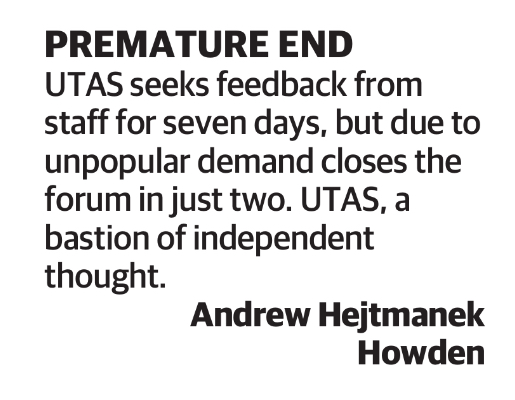 PREMATURE END
UTAS seeks feedback from
staff for seven days, but due to
unpopular demand closes the
forum in just two. UTAS, a
bastion of independent
thought.
Andrew Hejtmanek
Howden